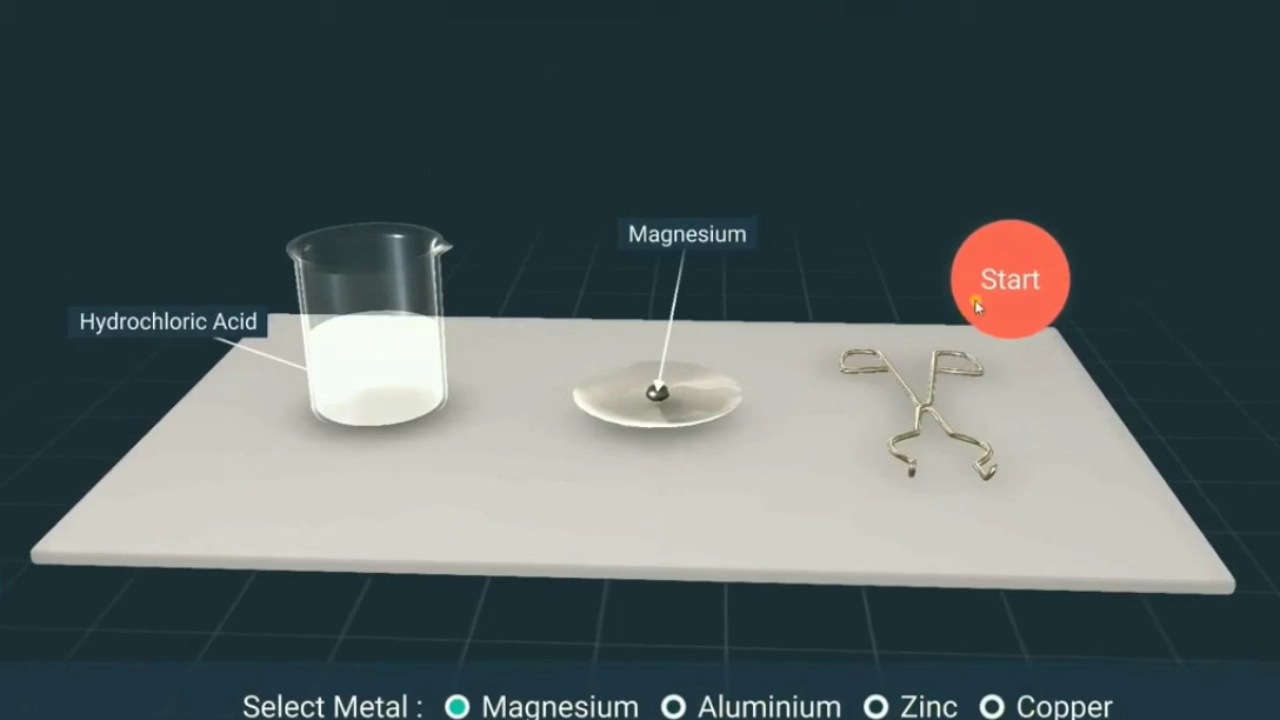 Magnesium
Start
Hydrochloric Acid
Select Metal : Magnesium Aluminium Zinc Copper